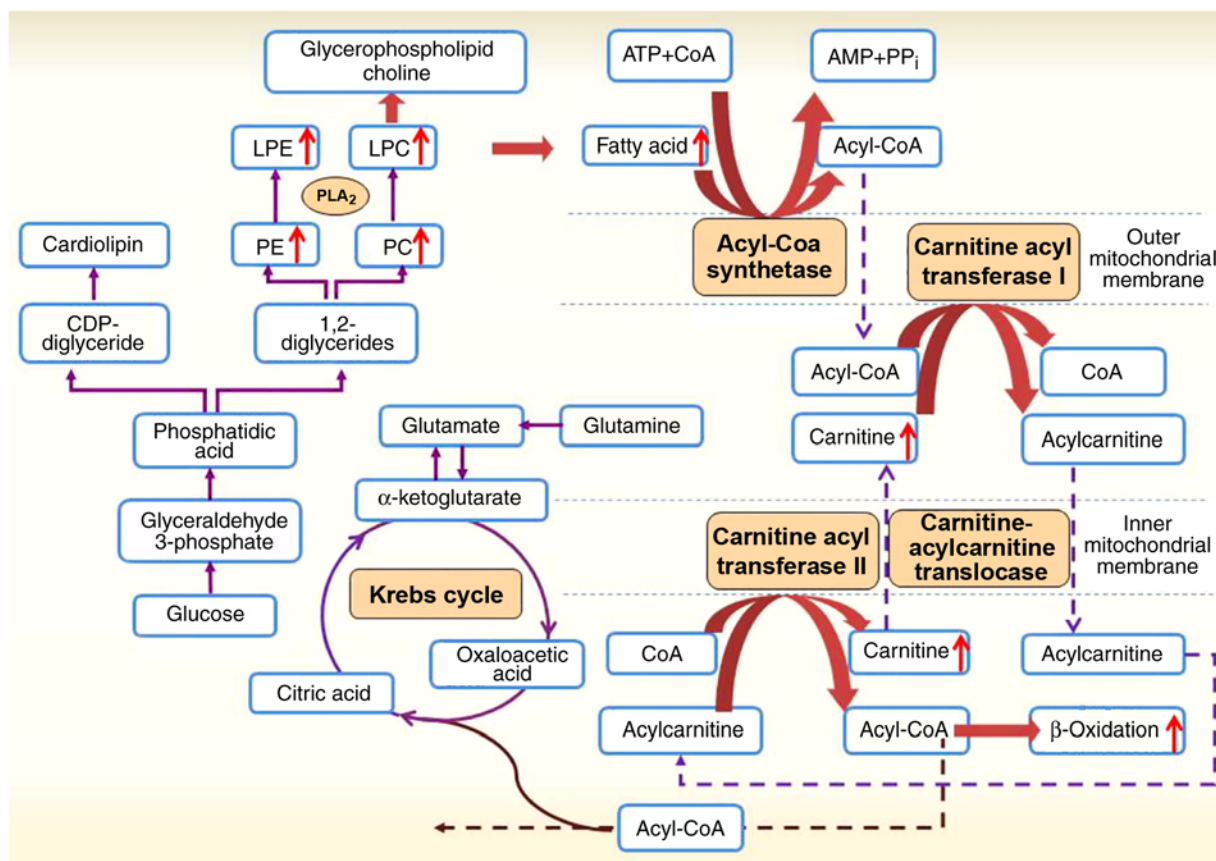 Glycerophospholipid
choline
ATP+CoA
AMP+PPi
LPE
LPC
Fatty acid
Acyl-CoA
PLA2
Cardiolipin
PE
PC
Acyl-Coa
synthetase
Carnitine acyl
transferase I
Outer
mitochondrial
membrane
CDP-
diglyceride
1,2-
diglycerides
Acyl-CoA
CoA
Phosphatidic
acid
Glutamate
Glutamine
Carnitine
Acylcarnitine
α-ketoglutarate
Glyceraldehyde
3-phosphate
Carnitine acyl
transferase II
Carnitine-
acylcarnitine
translocase
Inner
mitochondrial
membrane
Glucose
Krebs cycle
Oxaloacetic
acid
CoA
Carnitine
Acylcarnitine
Citric acid
Acylcarnitine
Acyl-CoA
β-Oxidation
Acyl-CoA